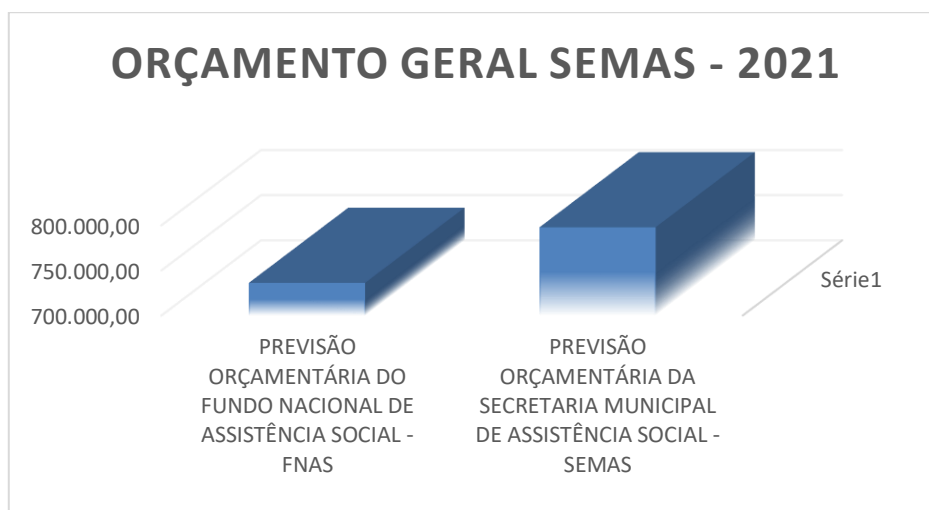 ORÇAMENTO GERAL SEMAS - 2021
800.000,00
750.000,00
700.000,00
Série1
PREVISÃO
ORÇAMENTÁRIA DO
FUNDO NACIONAL DE
ASSISTÊNCIA SOCIAL -
FNAS
PREVISÃO
ORÇAMENTÁRIA DA
SECRETARIA MUNICIPAL
DE ASSISTÊNCIA SOCIAL -
SEMAS